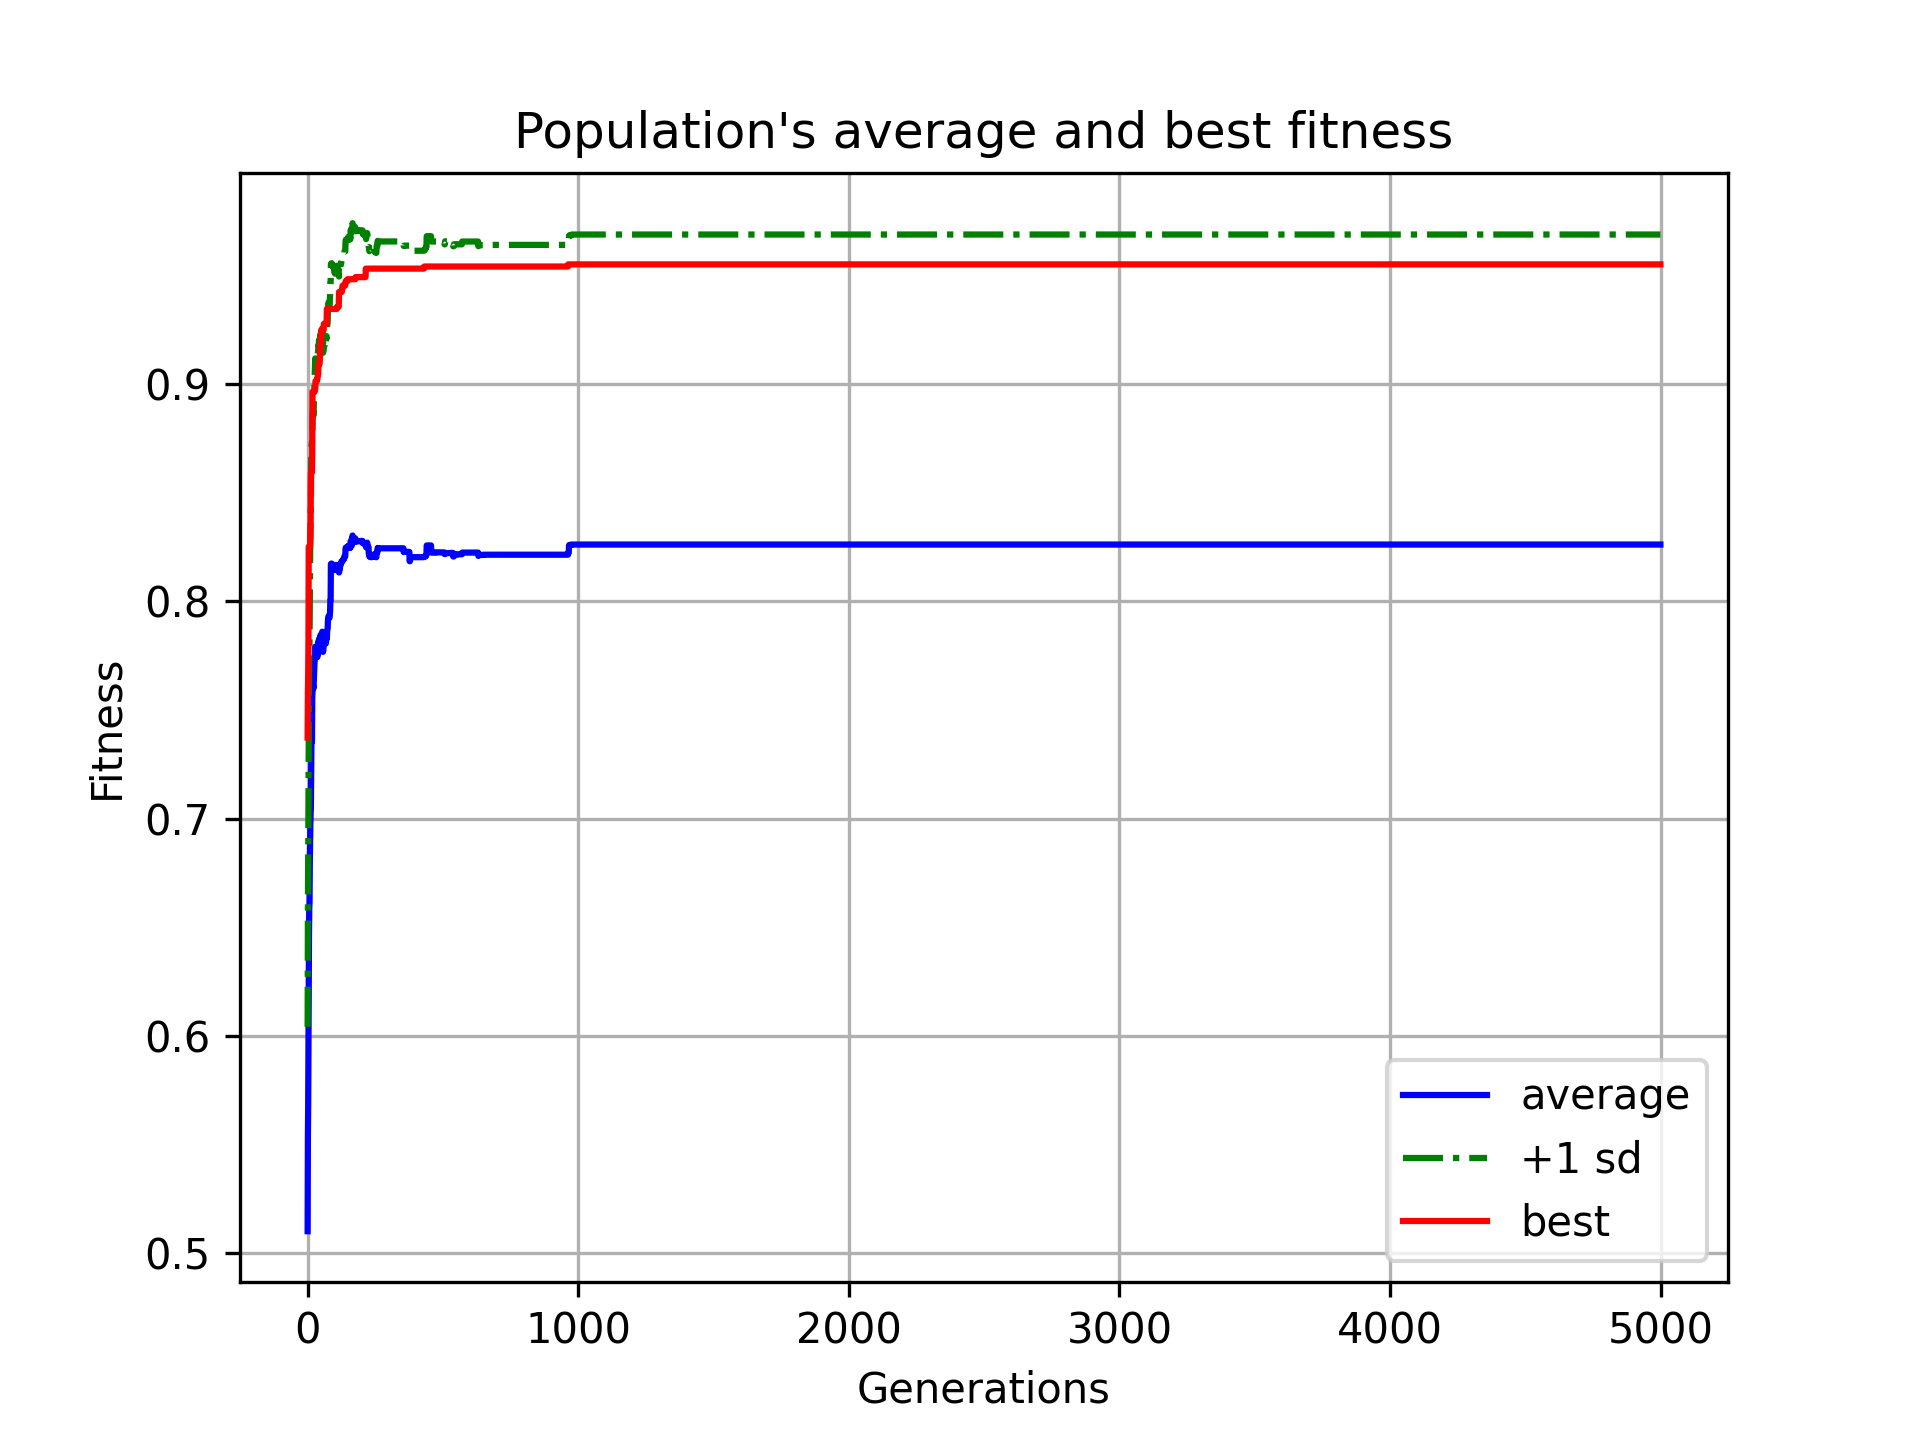 Population's average and best fitness
Fitness
0.9
0.8
0.7
0.6
0.5
0 1000 2000 3000 4000 5000
Generations
average
+1 sd
best